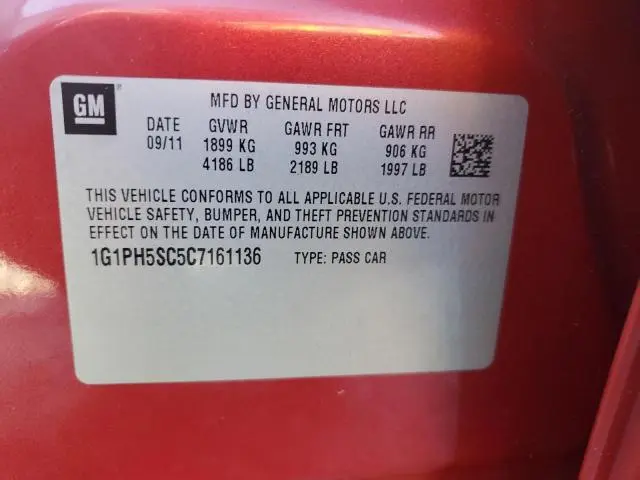 GM
MFD BY GENERAL MOTORS LLC
DATE GVWR GAWR FRT GAWR RR
09/11 1899 KG 993 KG 906 KG
4186 LB 2189 LB 1997 LB
THIS VEHICLE CONFORMS TO ALL APPLICABLE U.S. FEDERAL MOTOR
VEHICLE SAFETY, BUMPER, AND THEFT PREVENTION STANDARDS IN
EFFECT ON THE DATE OF MANUFACTURE SHOWN ABOVE.
1G1PH5SC5C7161136 TYPE: PASS CAR